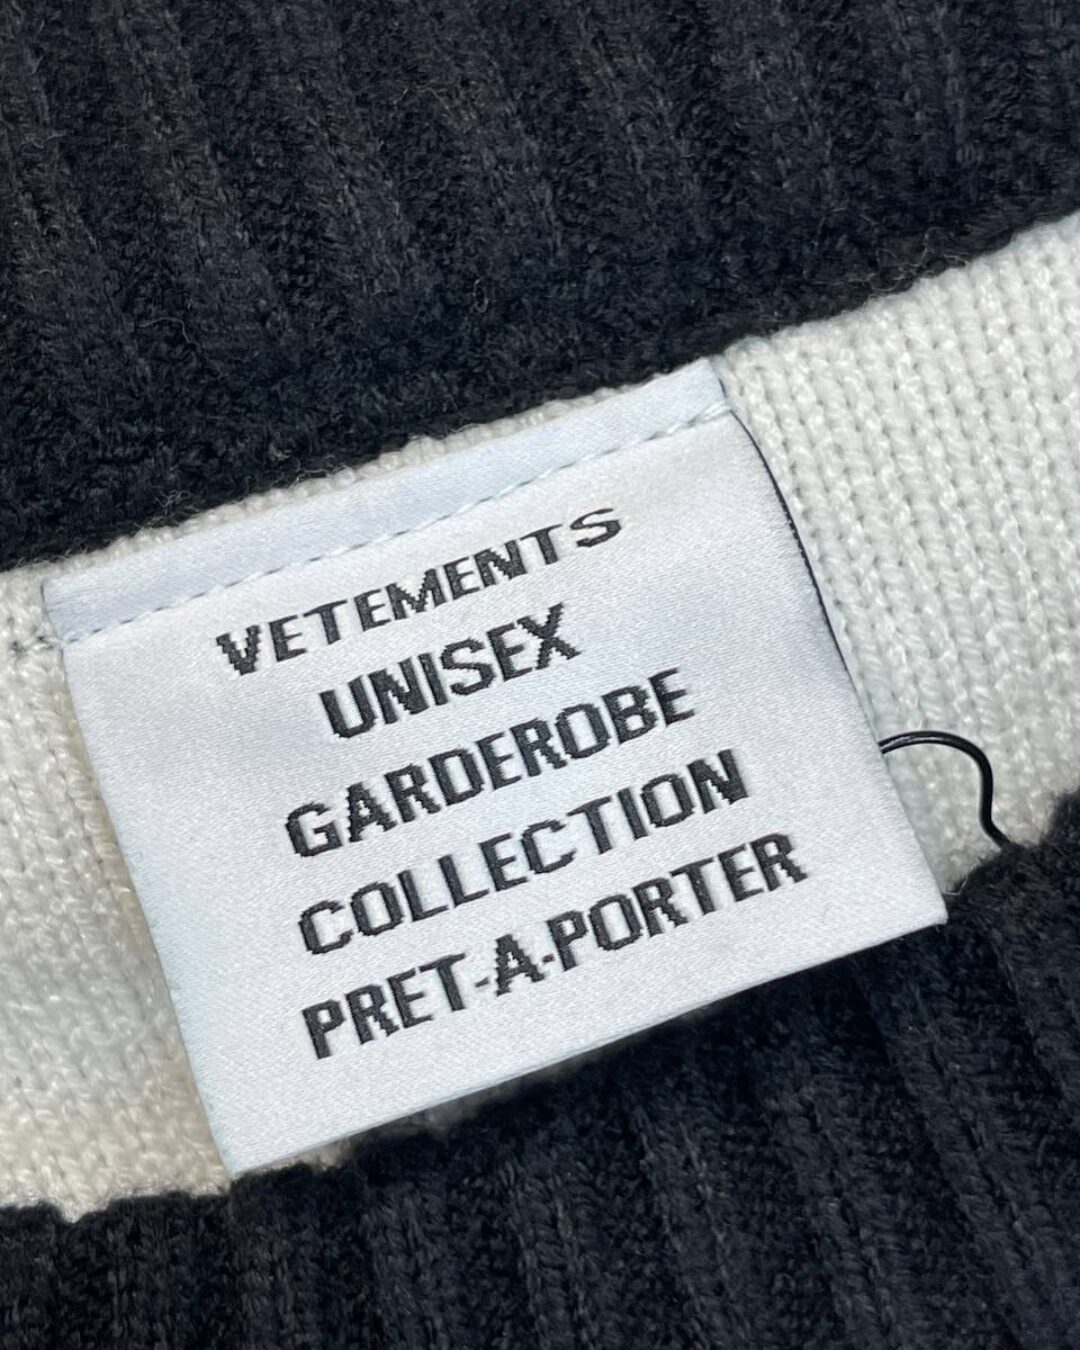 VETEMENTS
UNISEX
GARDEROBE
COLLECTION
PRET-A-PORTER